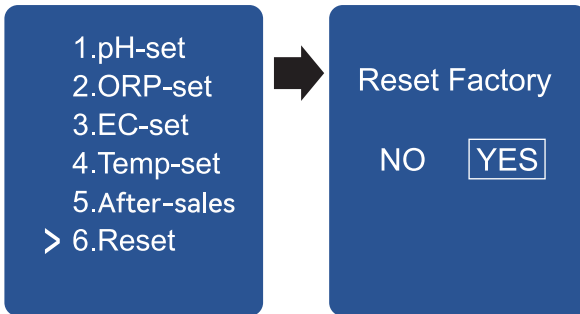 1.pH-set
2.ORP-set
3.EC-set
4.Temp-set
5.After-sales
> 6.Reset
Reset Factory
NO YES